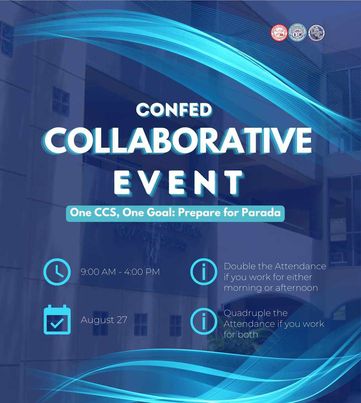 CONFED
COLLABORATIVE
EVENT
One CCS, One Goal: Prepare for Parada
9:00 AM - 4:00 PM
Double the Attendance
if you work for either
morning or afternoon
August 27
Quadruple the
Attendance if you work
for both